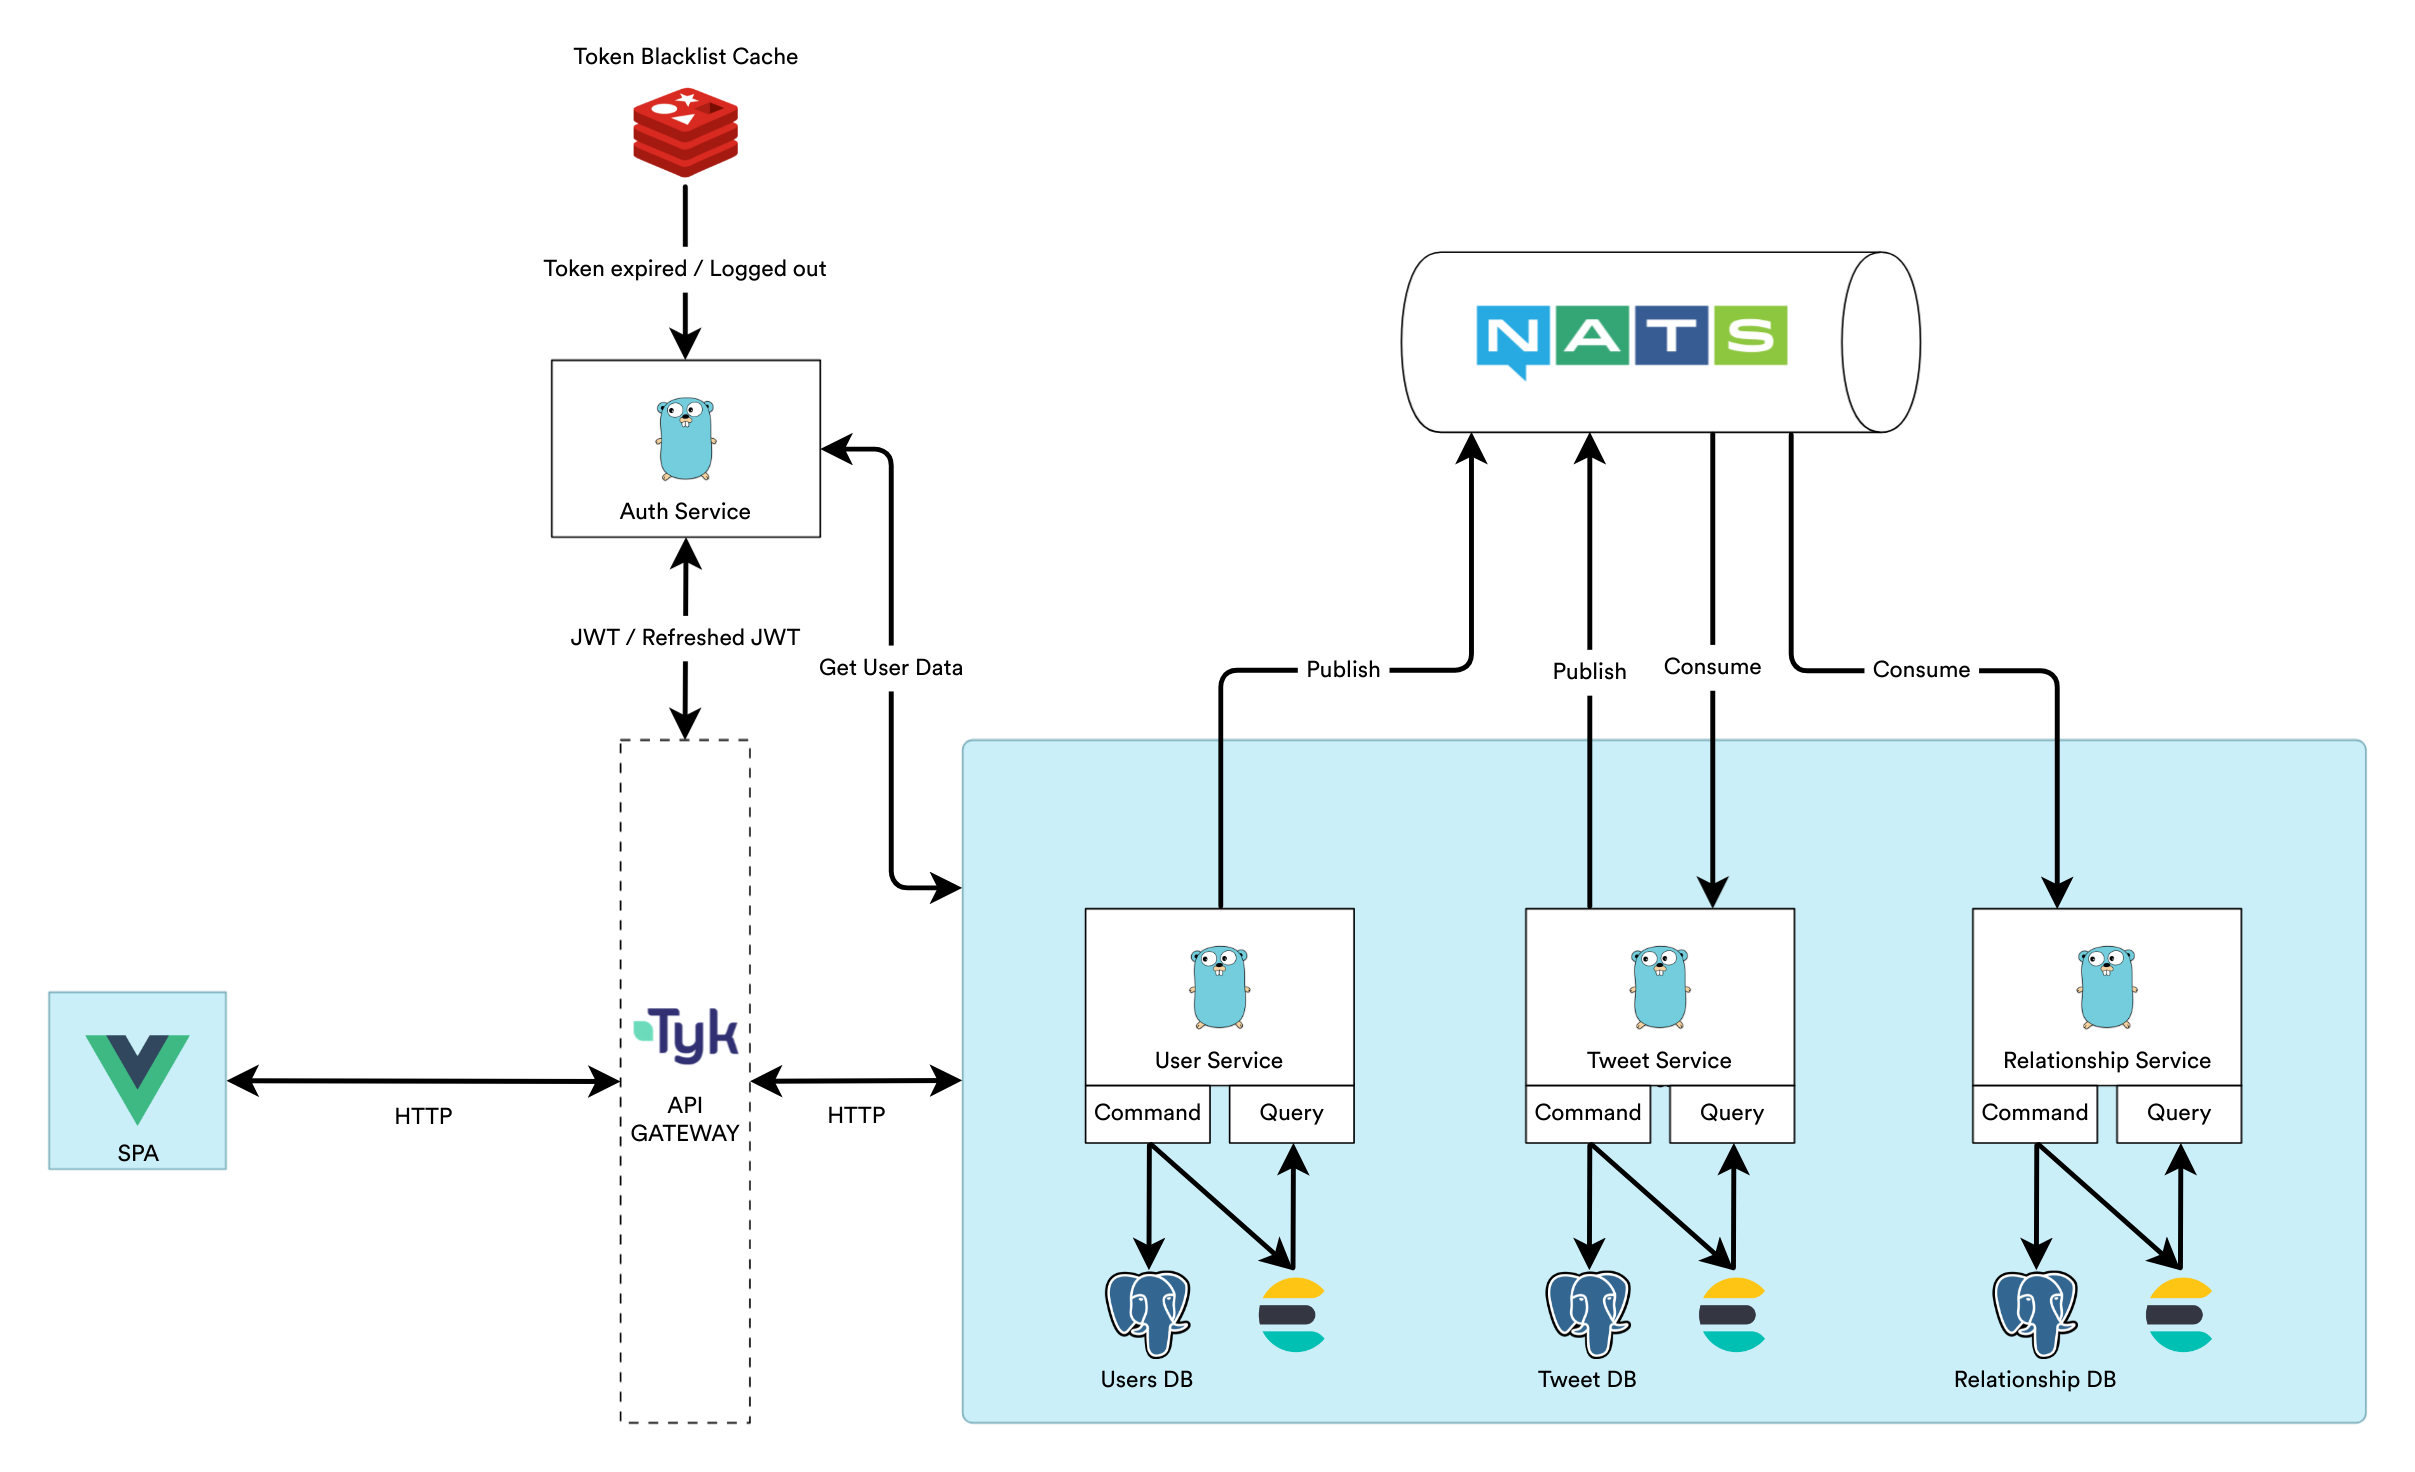 Token Blacklist Cache
Token expired / Logged out
NATS
Auth Service
JWT / Refreshed JWT
Get User Data
Publish
Publish
Consume
Consume
Tyk
API
GATEWAY
SPA
HTTP
HTTP
User Service
Command
Query
Users DB
Tweet Service
Command
Query
Tweet DB
Relationship Service
Command
Query
Relationship DB